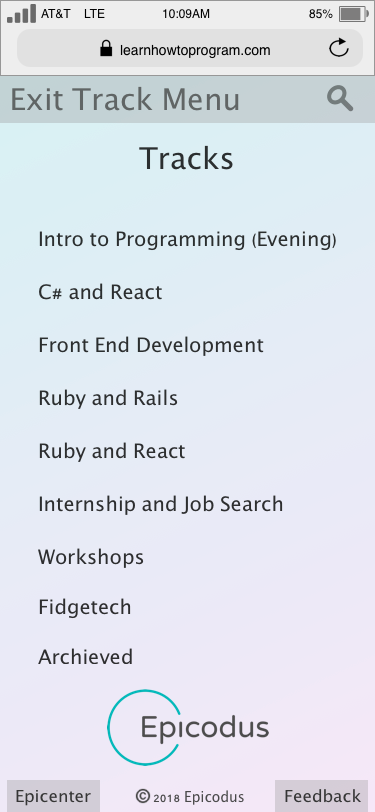 AT&T LTE 10:09AM 85%
learnhowtoprogram.com
Exit Track Menu
Tracks
Intro to Programming (Evening)
C# and React
Front End Development
Ruby and Rails
Ruby and React
Internship and Job Search
Workshops
Fidgetech
Archieved
Epicodus
Epicenter © 2018 Epicodus Feedback